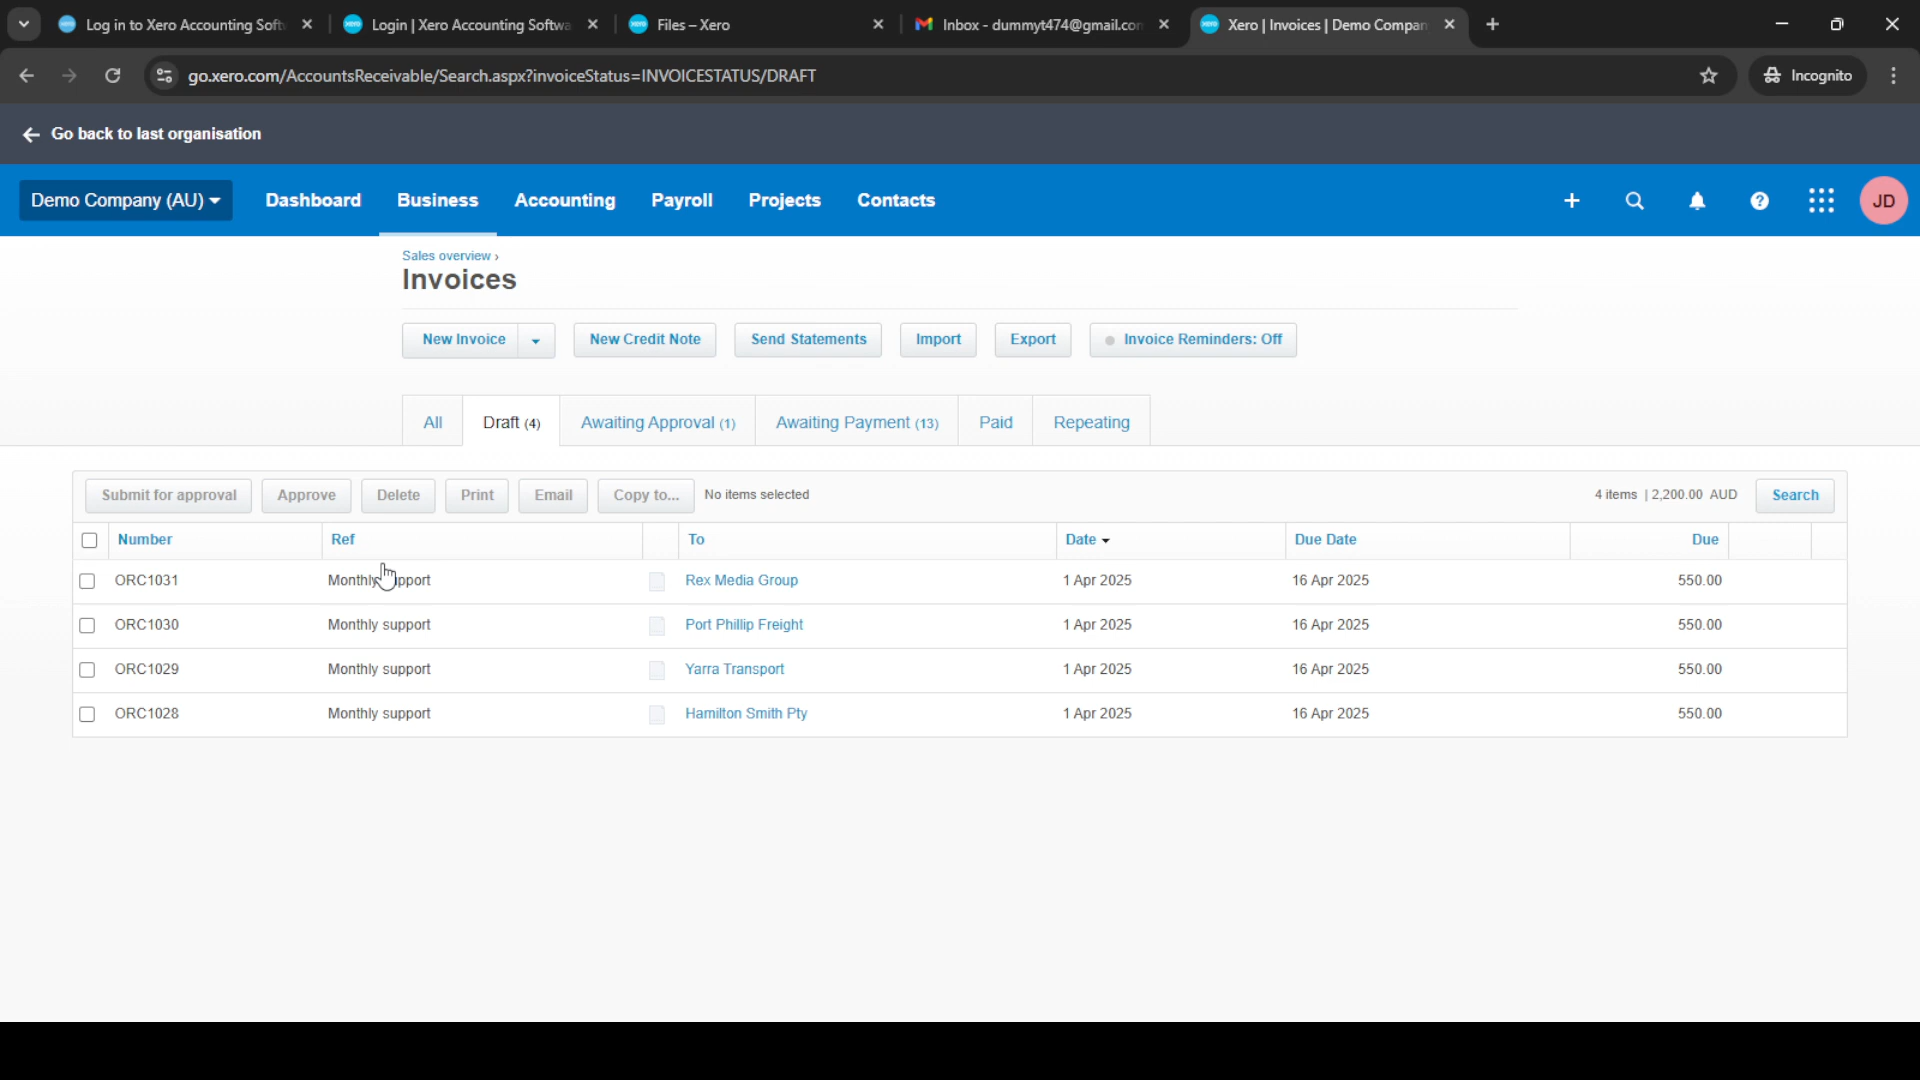 Log in to Xero Accounting Soft
Login | Xero Accounting Softwa
Files – Xero
Inbox - dummyt474@gmail.con
Xero | Invoices | Demo Compan
go.xero.com/AccountsReceivable/Search.aspx?invoiceStatus=INVOICESTATUS/DRAFT
Incognito
Go back to last organisation
Demo Company (AU) Dashboard Business Accounting Payroll Projects Contacts
JD
Sales overview ›
Invoices
New Invoice New Credit Note Send Statements Import Export Invoice Reminders: Off
All Draft (4) Awaiting Approval (1) Awaiting Payment (13) Paid Repeating
Submit for approval Approve Delete Print Email Copy to... No items selected 4 items | 2,200.00 AUD Search
Number Ref To Date Due Date Due
ORC1031 Monthly support Rex Media Group 1 Apr 2025 16 Apr 2025 550.00
ORC1030 Monthly support Port Phillip Freight 1 Apr 2025 16 Apr 2025 550.00
ORC1029 Monthly support Yarra Transport 1 Apr 2025 16 Apr 2025 550.00
ORC1028 Monthly support Hamilton Smith Pty 1 Apr 2025 16 Apr 2025 550.00